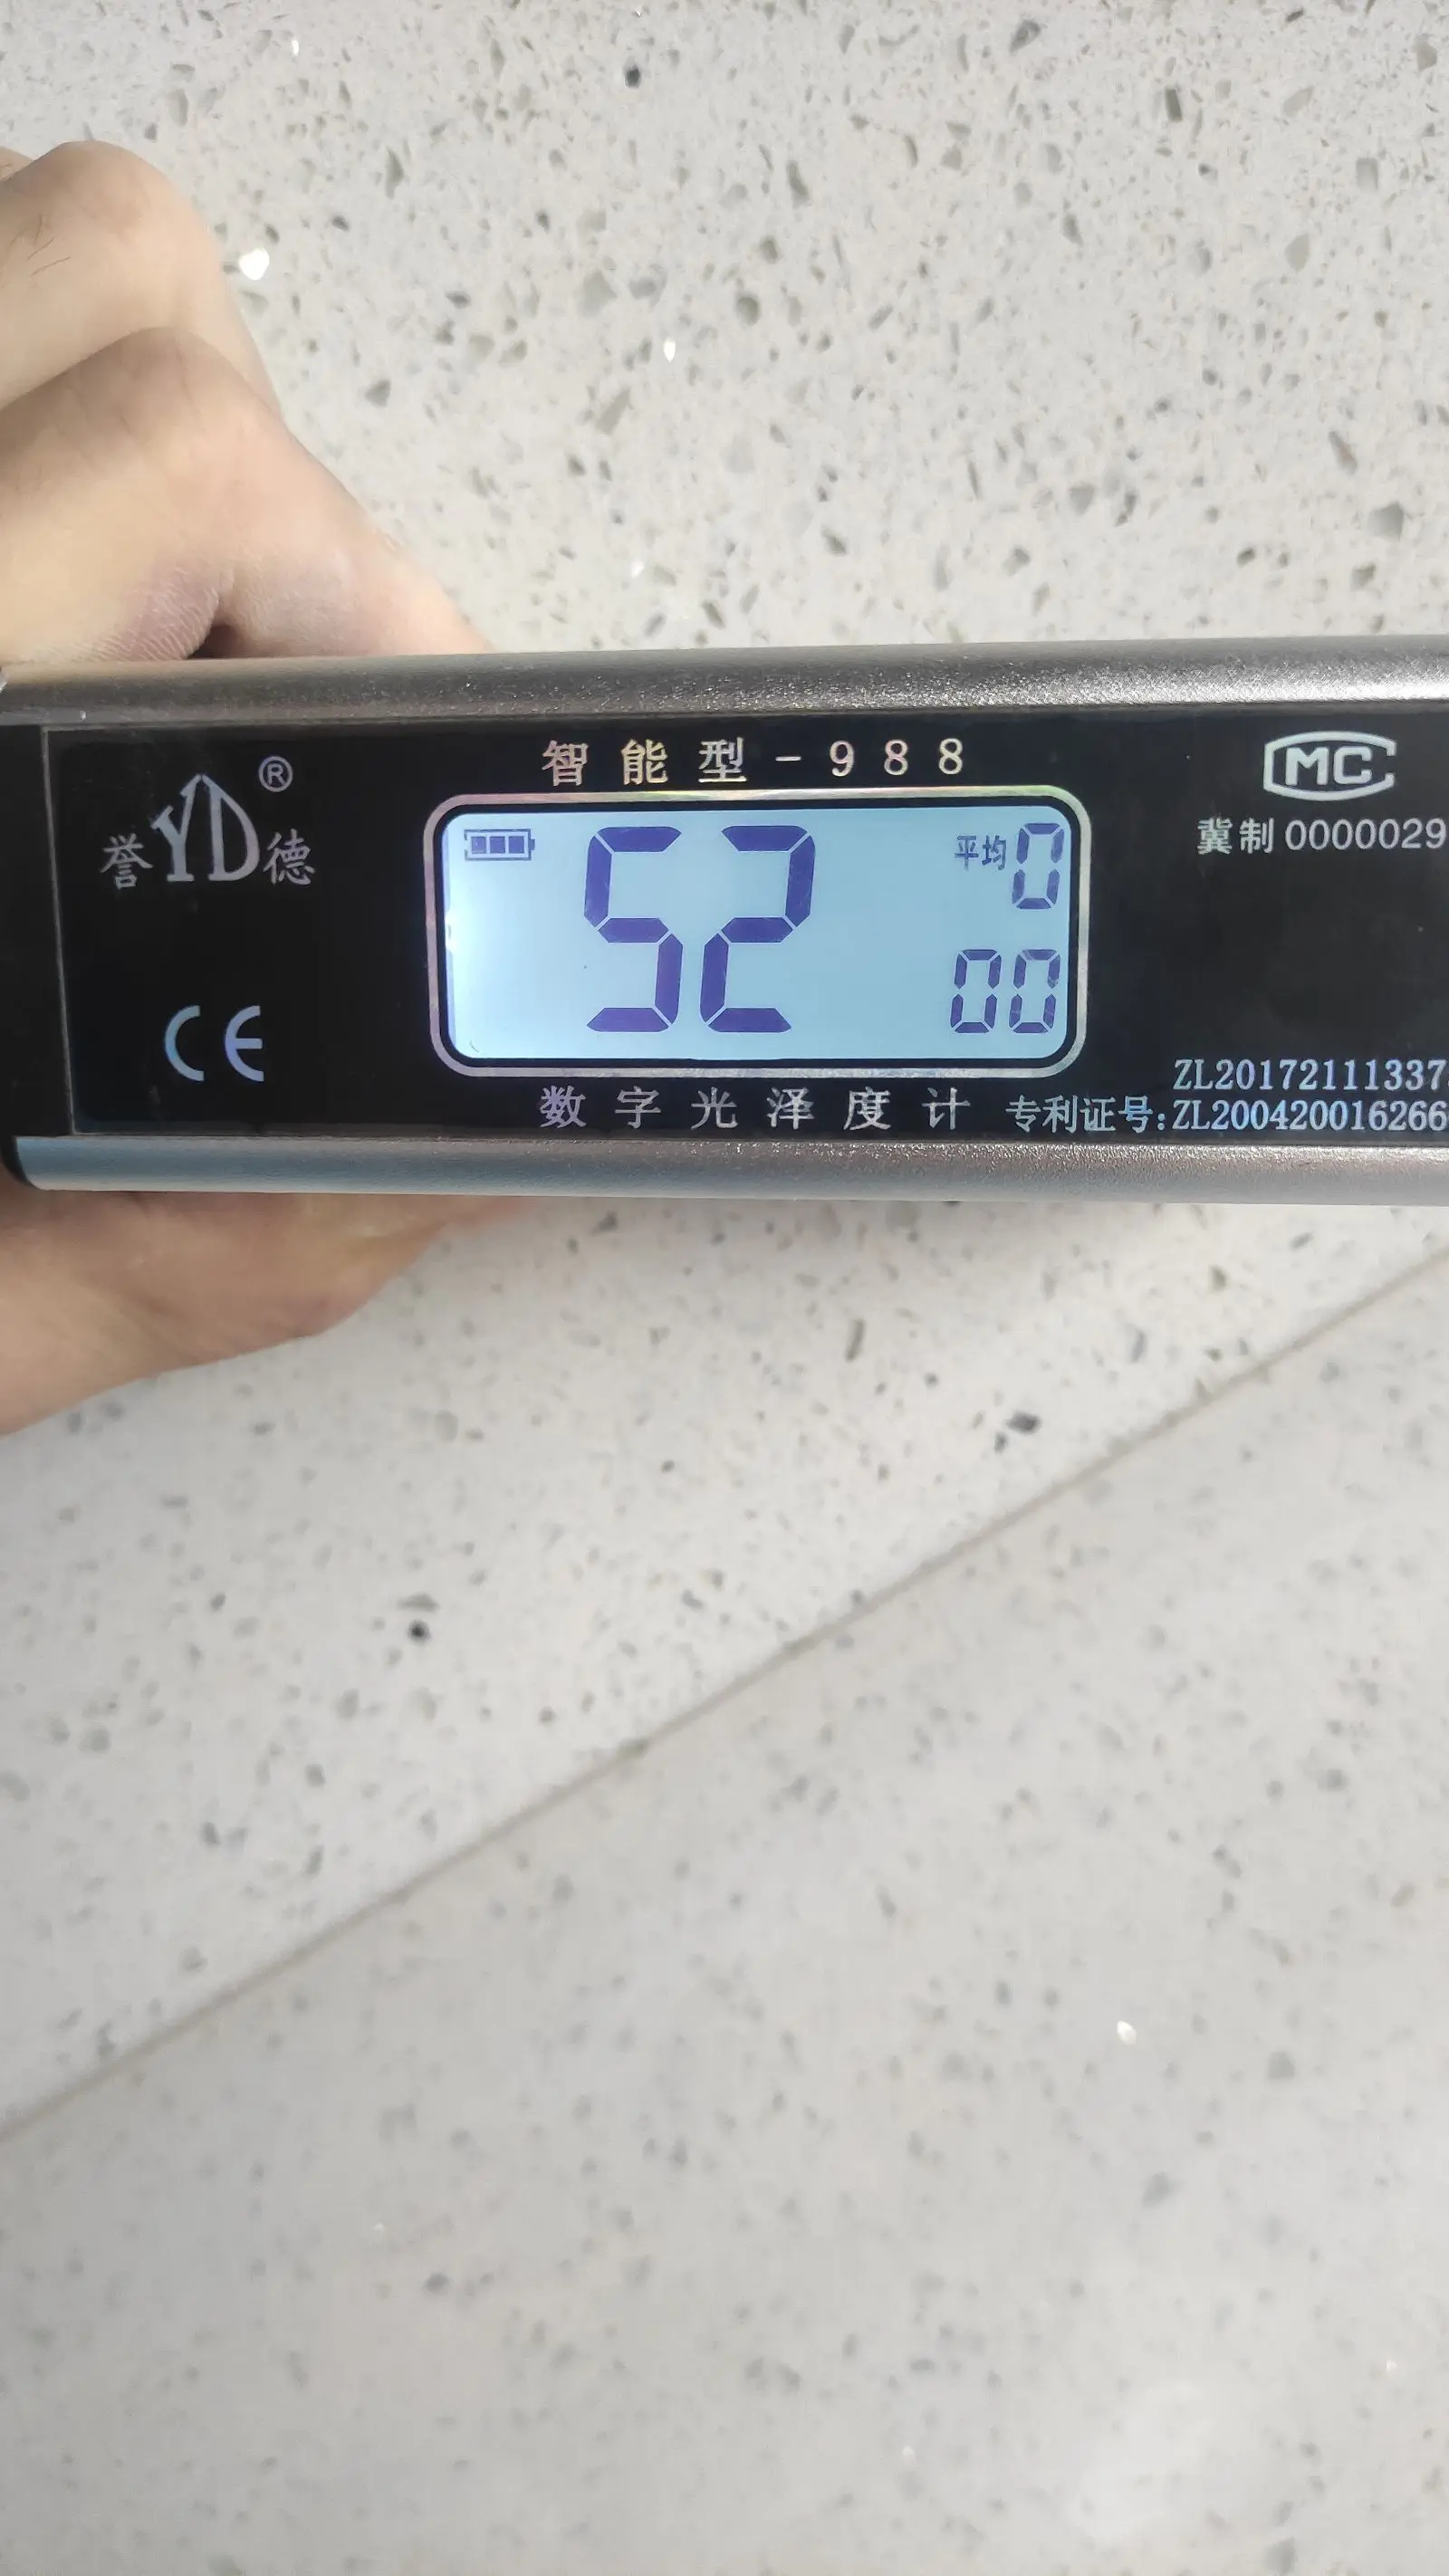 智能型-988
誉YD德®
CE
52
平均0
00
MC
冀制0000029
数字光泽度计
ZL20172111337
专利证号:ZL200420016266